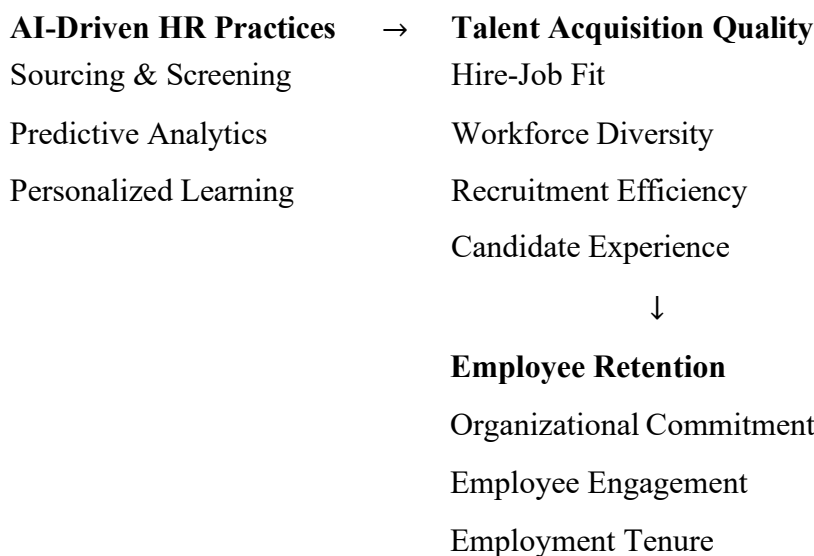 AI-Driven HR Practices → Talent Acquisition Quality
Sourcing & Screening Hire-Job Fit
Predictive Analytics Workforce Diversity
Personalized Learning Recruitment Efficiency
Candidate Experience
↓
Employee Retention
Organizational Commitment
Employee Engagement
Employment Tenure